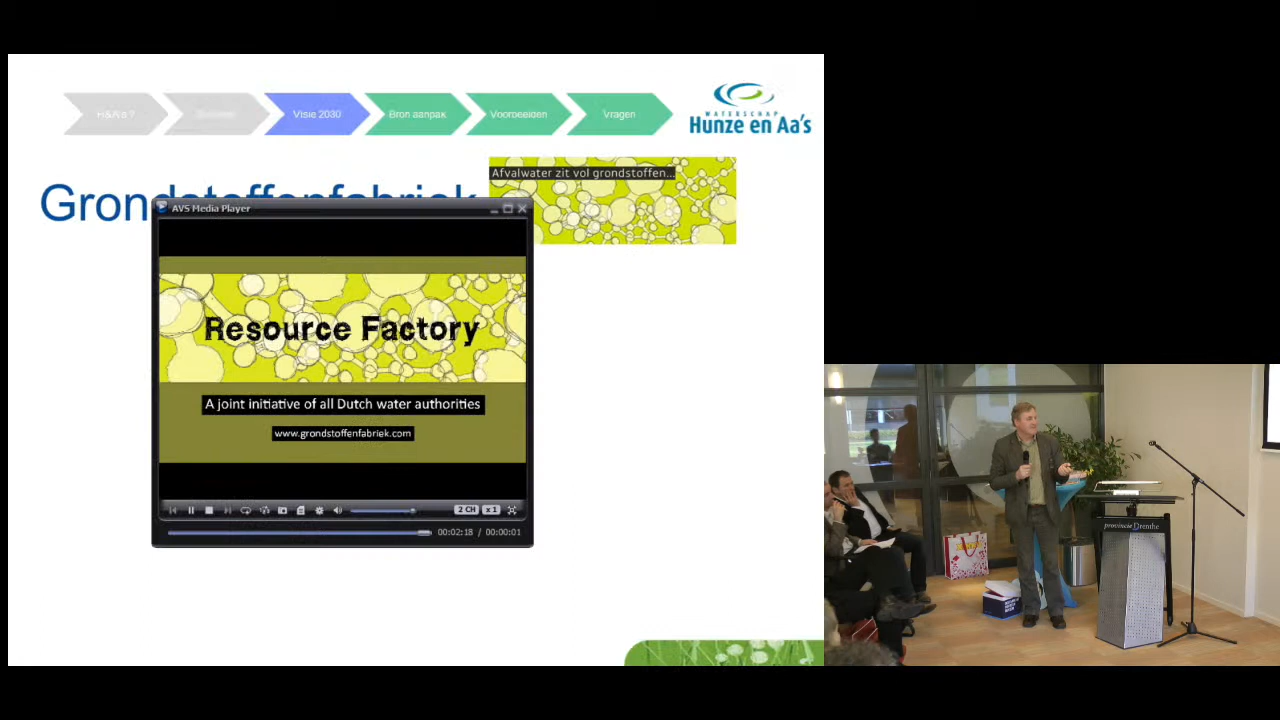 H&A's ?
Visie 2030
Bron aanpak
Voorbeelden
Vragen
WATERSCHAP
Hunze en Aa's
Grondstoffenfabriek
Afvalwater zit vol grondstoffen...
AVS Media Player
Resource Factory
A joint initiative of all Dutch water authorities
www.grondstoffenfabriek.com
2 CH
x 1
00:02:18 / 00:00:01
provincie Drenthe